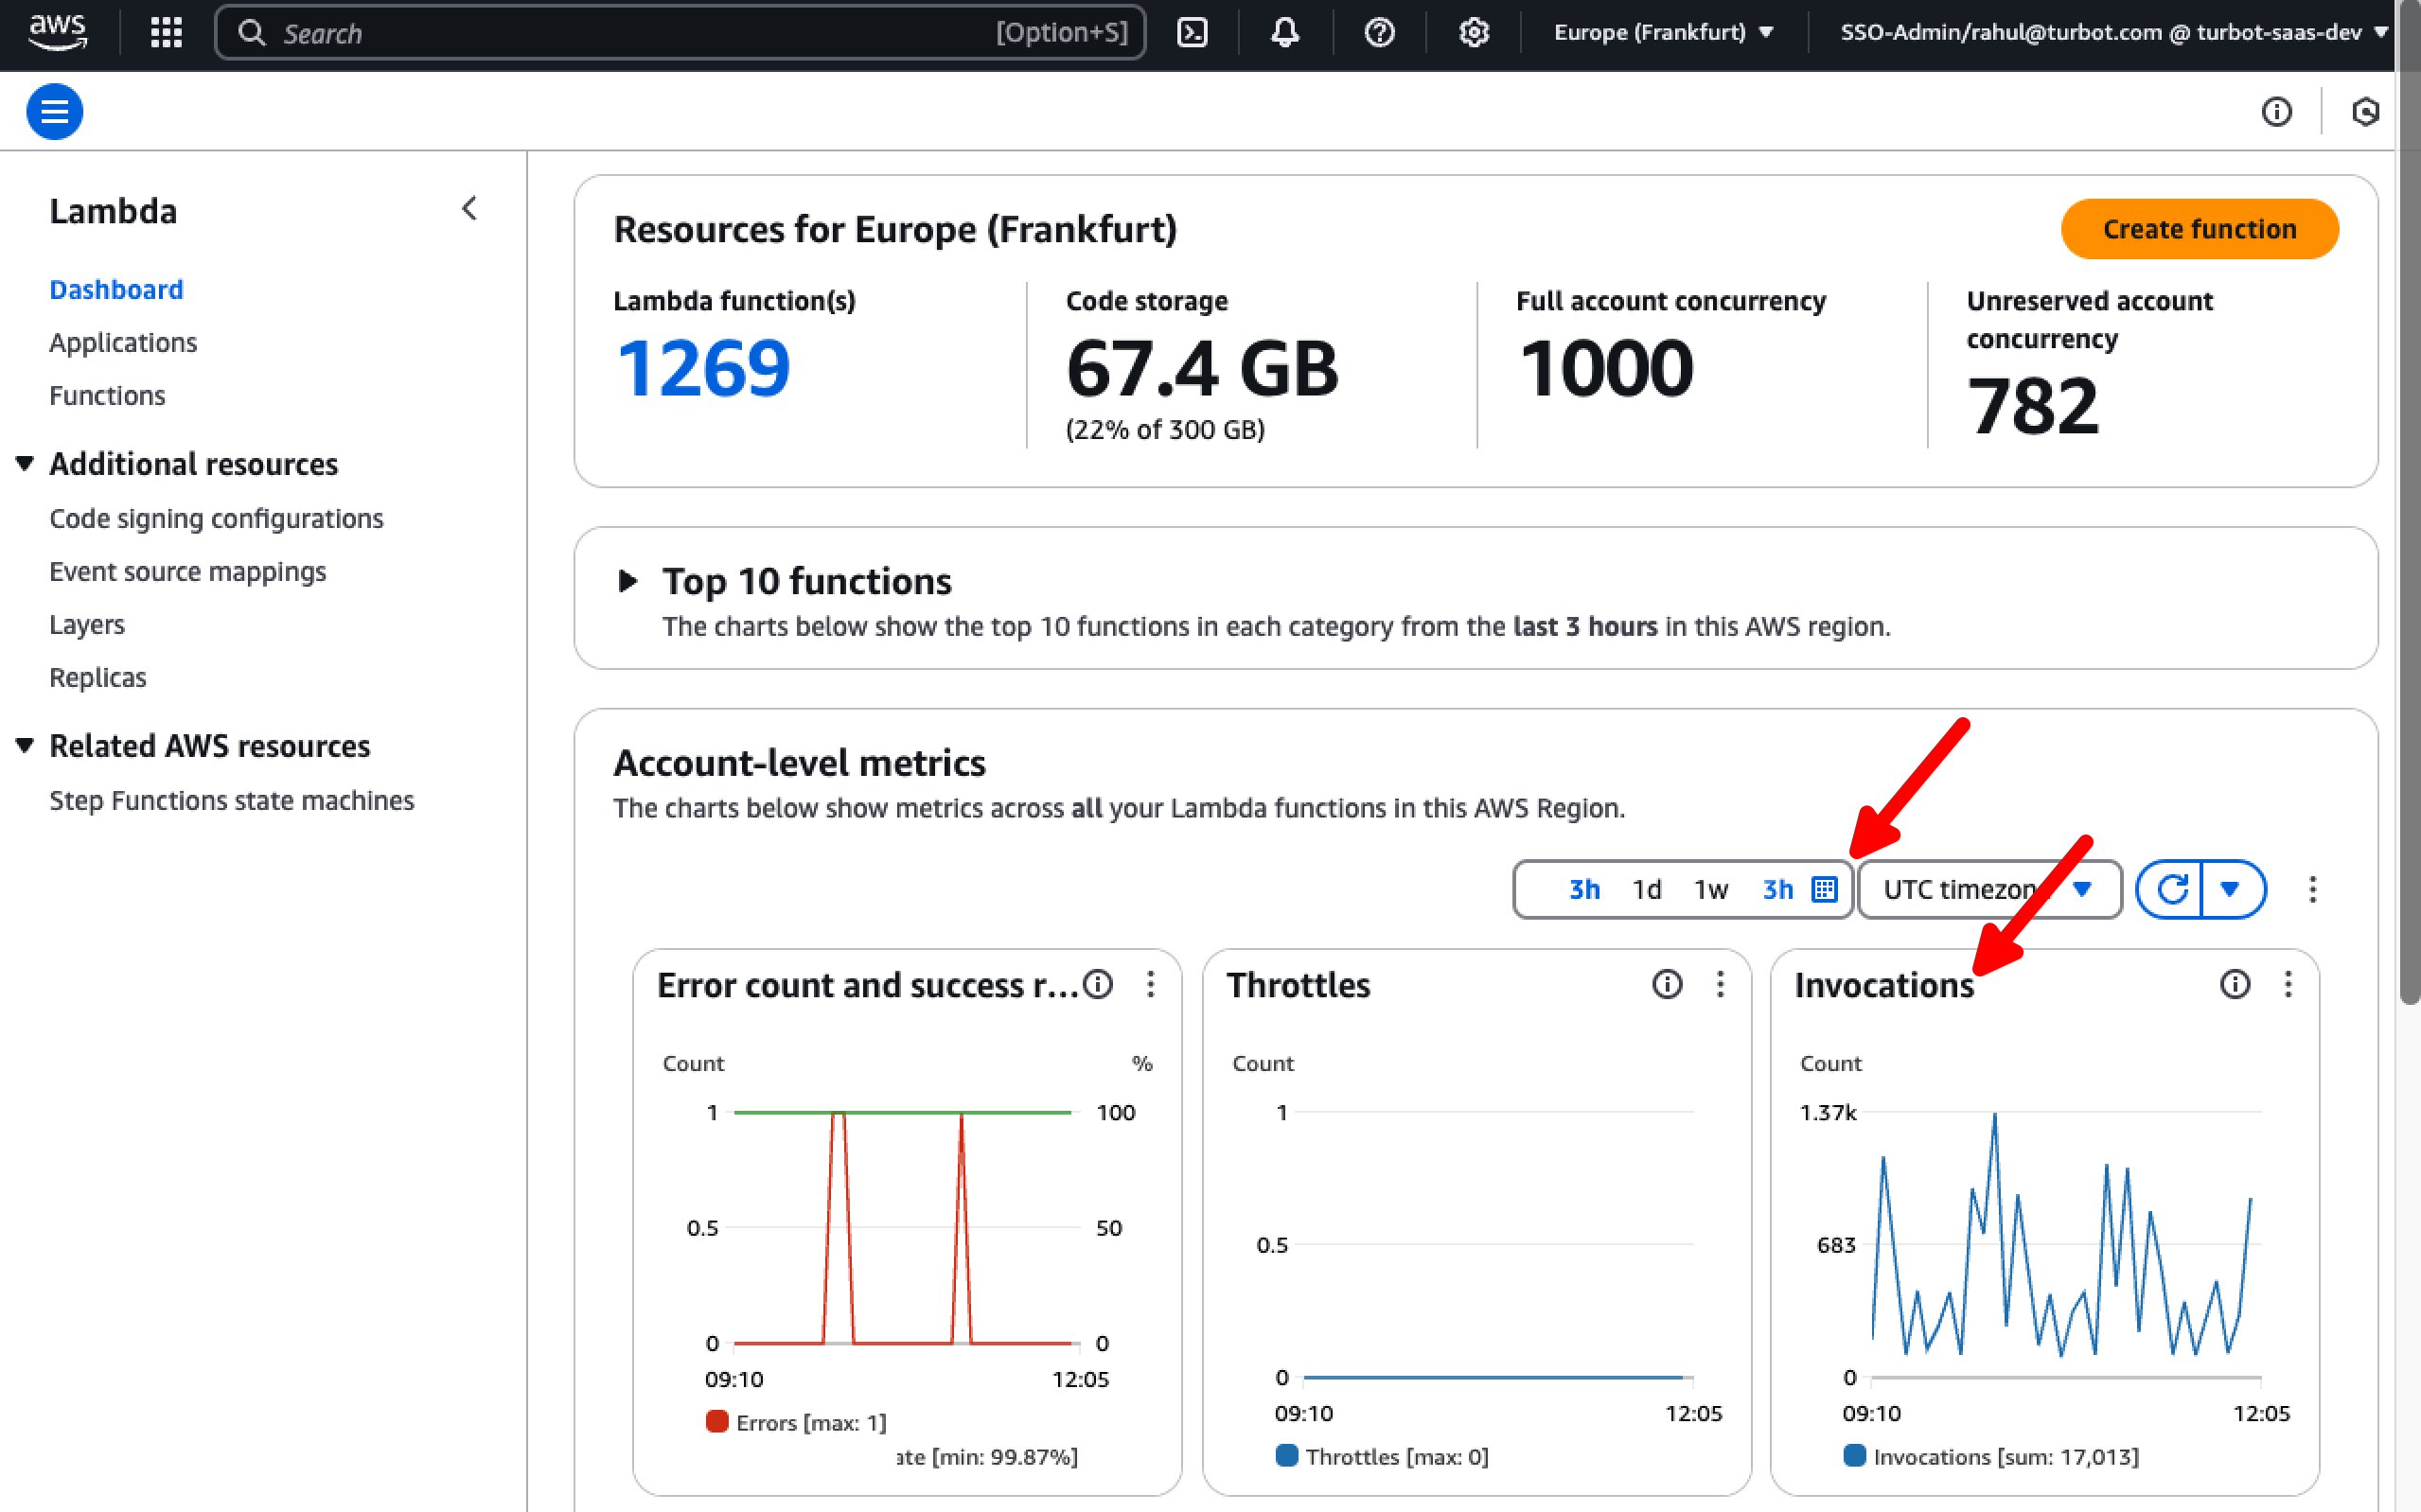 aws
Search
[Option+S]
Europe (Frankfurt)
SSO-Admin/rahul@turbot.com @ turbot-saas-dev
Lambda
Dashboard
Applications
Functions
Additional resources
Code signing configurations
Event source mappings
Layers
Replicas
Related AWS resources
Step Functions state machines
Resources for Europe (Frankfurt)
Create function
Lambda function(s)
1269
Code storage
67.4 GB
(22% of 300 GB)
Full account concurrency
1000
Unreserved account
concurrency
782
Top 10 functions
The charts below show the top 10 functions in each category from the last 3 hours in this AWS region.
Account-level metrics
The charts below show metrics across all your Lambda functions in this AWS Region.
3h 1d 1w 3h
UTC timezon
Error count and success r...
Count %
1 100
0.5 50
0 0
09:10 12:05
Errors [max: 1]
ate [min: 99.87%]
Throttles
Count
1
0.5
0
09:10 12:05
Throttles [max: 0]
Invocations
Count
1.37k
683
0
09:10 12:05
Invocations [sum: 17,013]